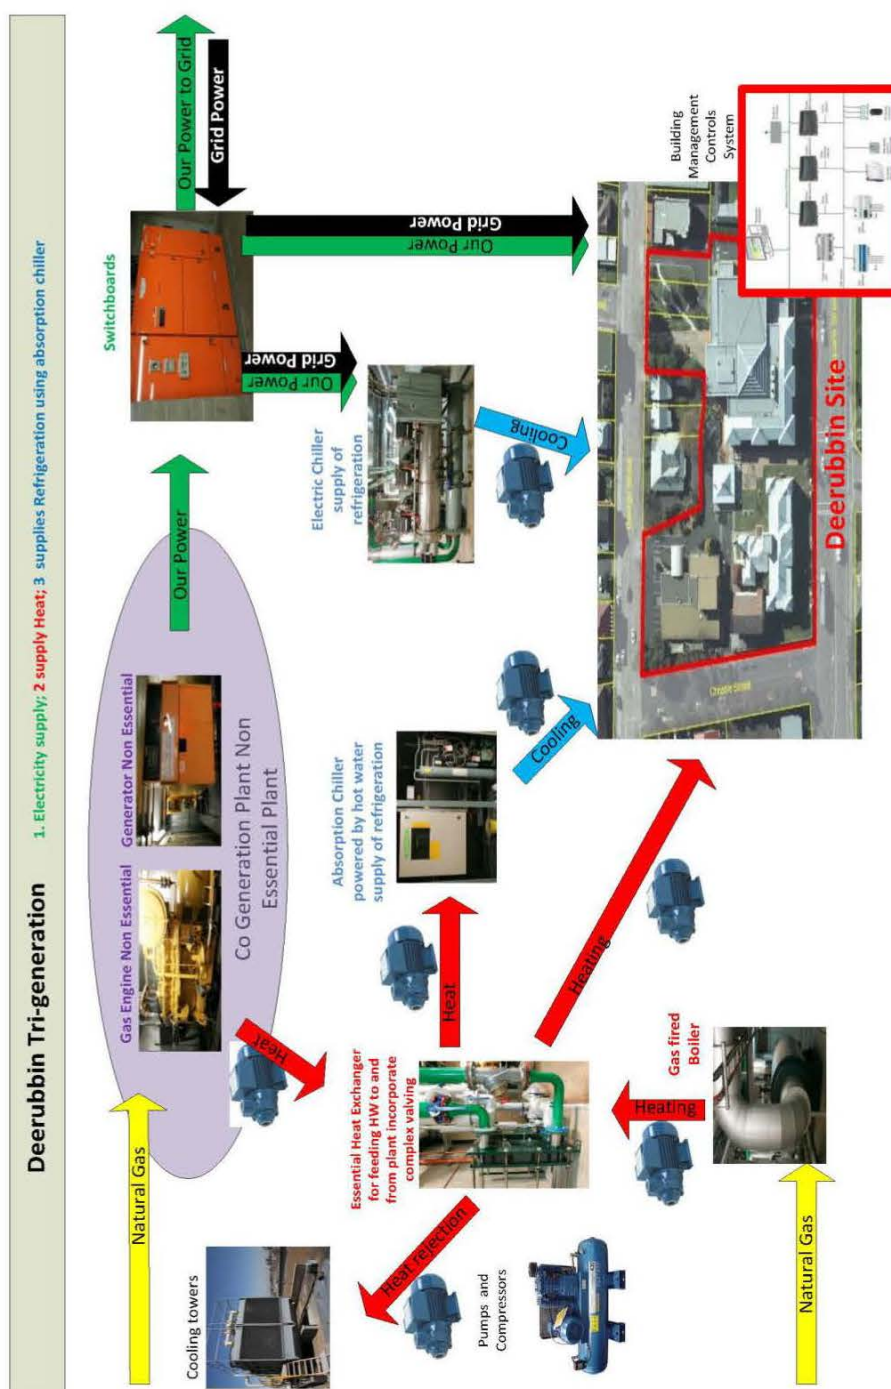 Deerubbin Tri-generation
1. Electricity supply; 2 supply Heat; 3 supplies Refrigeration using absorption chiller
Natural Gas
Gas Engine Non Essential
Generator Non Essential
Co Generation Plant Non
Essential Plant
Our Power
Switchboards
Our Power to Grid
Grid Power
Heat
Cooling towers
Heat rejection
Pumps and
Compressors
Essential Heat Exchanger
for feeding HW to and
from plant incorporate
complex valving
Heat
Absorption Chiller
powered by hot water
supply of refrigeration
Cooling
Electric Chiller
supply of
refrigeration
Grid Power
Our Power
Cooling
Grid Power
Our Power
Heating
Heating
Gas fired
Boiler
Natural Gas
Christie Street
Deerubbin Site
Building
Management
Controls
System